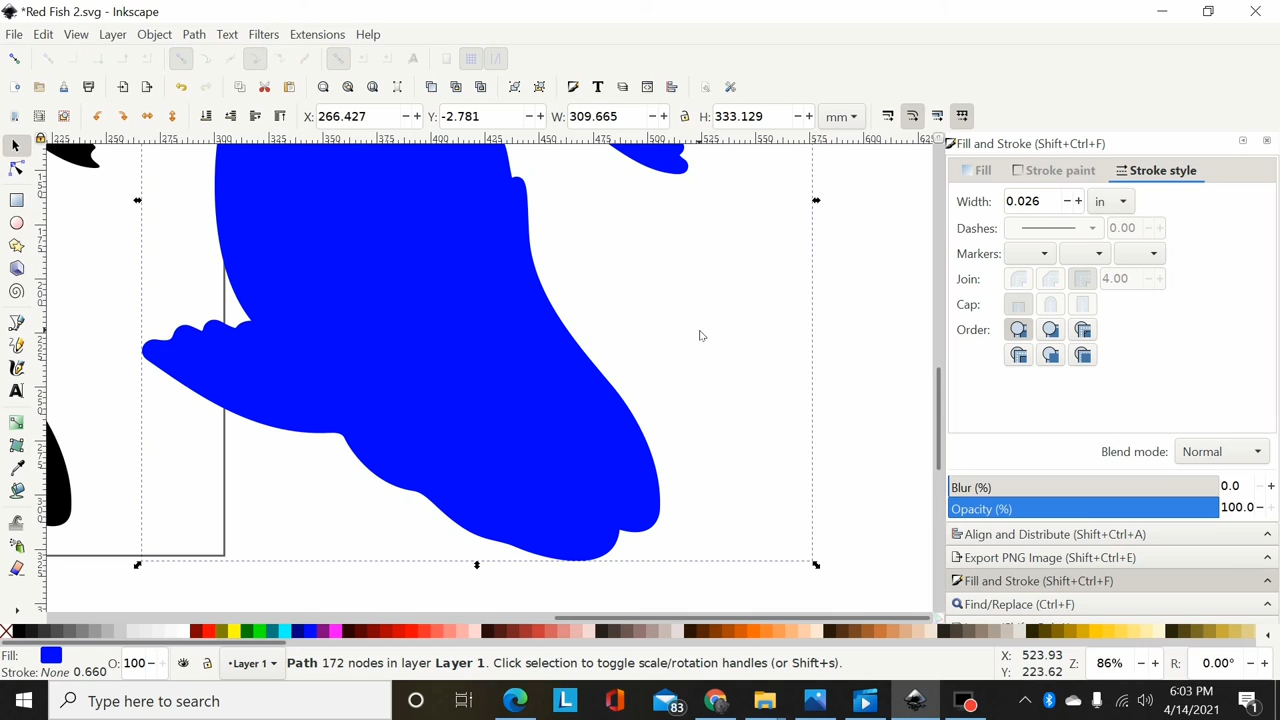 *Red Fish 2.svg - Inkscape
File Edit View Layer Object Path Text Filters Extensions Help
X: 266.427 Y: -2.781 W: 309.665 H: 333.129 mm
225 250 275 300 325 350 375 400 425 450 475 500 525 550 575 600 625
Fill and Stroke (Shift+Ctrl+F)
Fill Stroke paint Stroke style
Width: 0.026 in
Dashes: 0.00
Markers:
Join: 4.00
Cap:
Order:
Blend mode: Normal
Blur (%) 0.0
Opacity (%) 100.0
Align and Distribute (Shift+Ctrl+A)
Export PNG Image (Shift+Ctrl+E)
Fill and Stroke (Shift+Ctrl+F)
Find/Replace (Ctrl+F)
Fill:
Stroke: None 0.660
O: 100
Layer 1
Path 172 nodes in layer Layer 1. Click selection to toggle scale/rotation handles (or Shift+s).
X: 523.93
Y: 223.62
Z: 86%
R: 0.00°
Type here to search
83
6:03 PM
4/14/2021
1